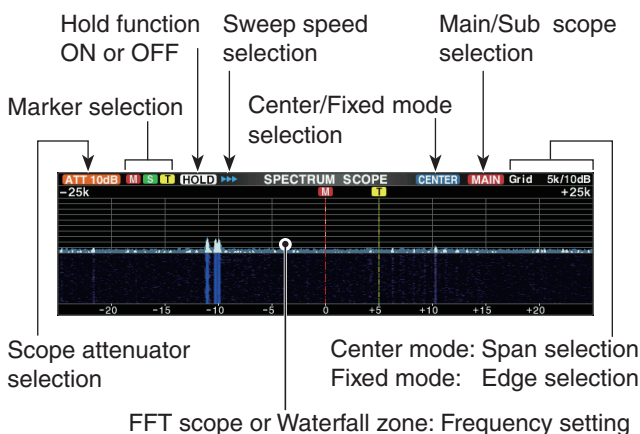 Hold function
ON or OFF
Sweep speed
selection
Main/Sub scope
selection
Marker selection
Center/Fixed mode
selection
ATT 10dB M S T HOLD SPECTRUM SCOPE CENTER MAIN Grid 5k/10dB
-25k M T +25k
-20 -15 -10 -5 0 +5 +10 +15 +20
Scope attenuator
selection
Center mode: Span selection
Fixed mode: Edge selection
FFT scope or Waterfall zone: Frequency setting